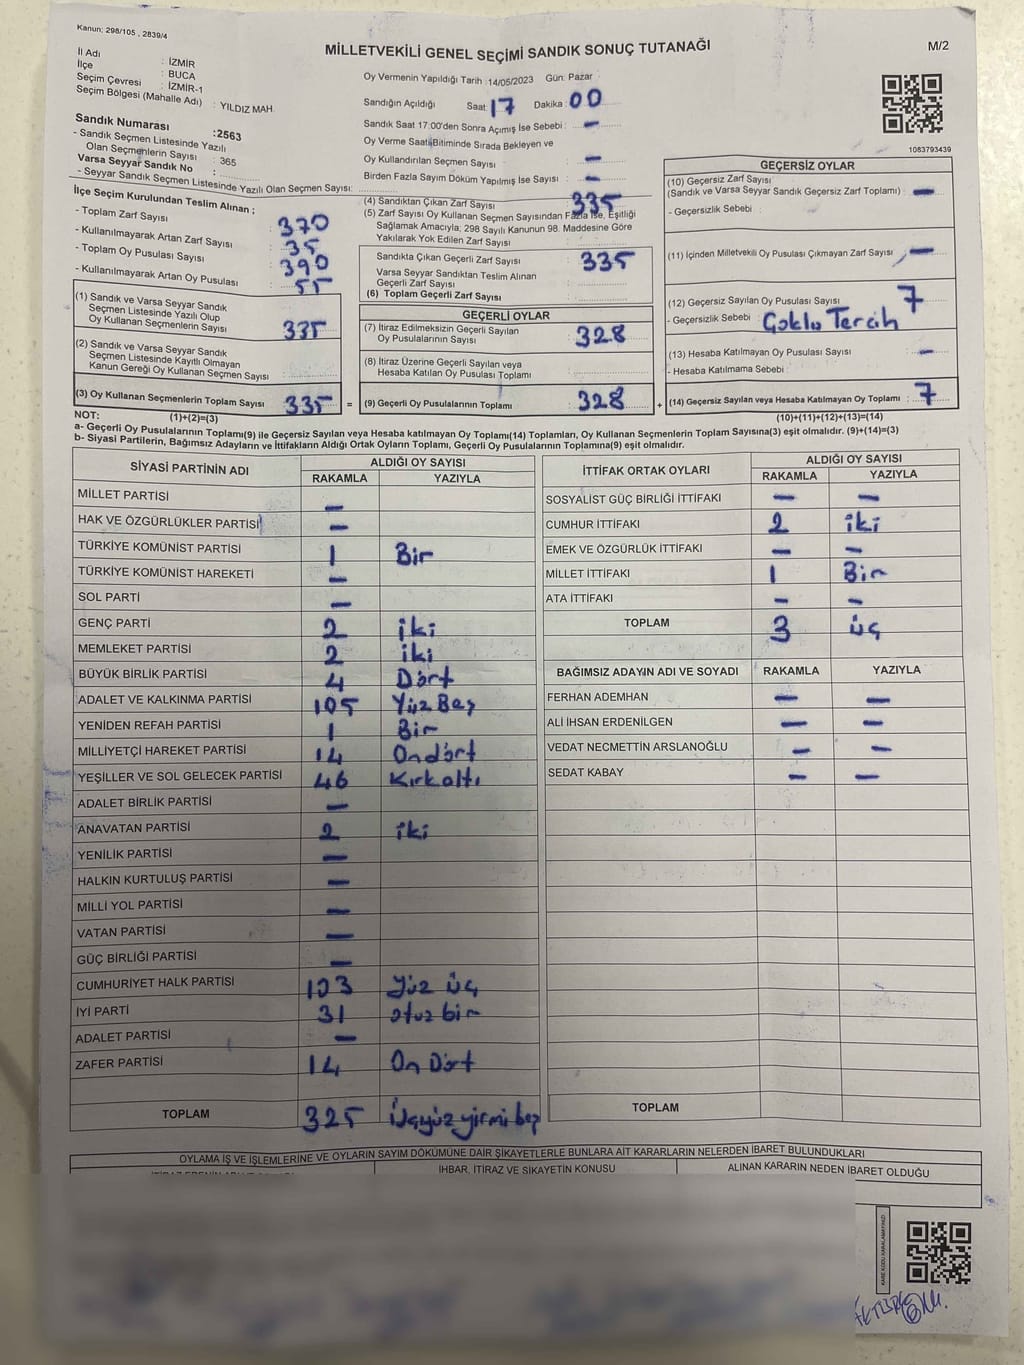 Kanun: 298/105 , 2839/4
MİLLETVEKİLİ GENEL SEÇİMİ SANDIK SONUÇ TUTANAĞI
M/2
İl Adı : İZMİR
İlçe : BUCA
Seçim Çevresi : İZMİR-1
Seçim Bölgesi (Mahalle Adı) : YILDIZ MAH.
Sandık Numarası :2563
- Sandık Seçmen Listesinde Yazılı
Olan Seçmenlerin Sayısı : 365
Varsa Seyyar Sandık No :
- Seyyar Sandık Seçmen Listesinde Yazılı Olan Seçmen Sayısı:
Oy Vermenin Yapıldığı Tarih :14/05/2023 Gün: Pazar
Sandığın Açıldığı Saat: 17 Dakika: 00
Sandık Saat 17:00'den Sonra Açımış İse Sebebi : -
Oy Verme Saati Bitiminde Sırada Bekleyen ve
Oy Kullandırılan Seçmen Sayısı -
Birden Fazla Sayım Döküm Yapılmış İse Sayısı : -
1083793439
İlçe Seçim Kurulundan Teslim Alınan ;
- Toplam Zarf Sayısı : 370
- Kullanılmayarak Artan Zarf Sayısı : 35
- Toplam Oy Pusulası Sayısı : 390
- Kullanılmayarak Artan Oy Pusulası : 55
(1) Sandık ve Varsa Seyyar Sandık
Seçmen Listesinde Yazılı Olup
Oy Kullanan Seçmenlerin Sayısı : 335
(2) Sandık ve Varsa Seyyar Sandık
Seçmen Listesinde Kayıtlı Olmayan
Kanun Gereği Oy Kullanan Seçmen Sayısı :
(3) Oy Kullanan Seçmenlerin Toplam Sayısı : 335 =
(1)+(2)=(3)
(4) Sandıktan Çıkan Zarf Sayısı : 335
(5) Zarf Sayısı Oy Kullanan Seçmen Sayısından Fazla İse, Eşitliği
Sağlamak Amacıyla; 298 Sayılı Kanunun 98. Maddesine Göre
Yakılarak Yok Edilen Zarf Sayısı :
Sandıkta Çıkan Geçerli Zarf Sayısı : 335
Varsa Seyyar Sandıktan Teslim Alınan
Geçerli Zarf Sayısı :
(6) Toplam Geçerli Zarf Sayısı :
GEÇERLİ OYLAR
(7) İtiraz Edilmeksizin Geçerli Sayılan
Oy Pusulalarının Sayısı : 328
(8) İtiraz Üzerine Geçerli Sayılan veya
Hesaba Katılan Oy Pusulası Toplamı :
(9) Geçerli Oy Pusulalarının Toplamı : 328 +
GEÇERSİZ OYLAR
(10) Geçersiz Zarf Sayısı
(Sandık ve Varsa Seyyar Sandık Geçersiz Zarf Toplamı) : -
- Geçersizlik Sebebi :
(11) İçinden Milletvekili Oy Pusulası Çıkmayan Zarf Sayısı : -
(12) Geçersiz Sayılan Oy Pusulası Sayısı : 7
- Geçersizlik Sebebi : Çoklu Tercih
(13) Hesaba Katılmayan Oy Pusulası Sayısı : -
- Hesaba Katılmama Sebebi :
(14) Geçersiz Sayılan veya Hesaba Katılmayan Oy Toplamı : 7
(10)+(11)+(12)+(13)=(14)
NOT:
a- Geçerli Oy Pusulalarının Toplamı(9) ile Geçersiz Sayılan veya Hesaba katılmayan Oy Toplamı(14) Toplamları, Oy Kullanan Seçmenlerin Toplam Sayısına(3) eşit olmalıdır. (9)+(14)=(3)
b- Siyasi Partilerin, Bağımsız Adayların ve İttifakların Aldığı Ortak Oyların Toplamı, Geçerli Oy Pusulalarının Toplamına(9) eşit olmalıdır.
SİYASİ PARTİNİN ADI ALDIĞI OY SAYISI
RAKAMLA YAZIYLA
MİLLET PARTİSİ -
HAK VE ÖZGÜRLÜKLER PARTİSİ -
TÜRKİYE KOMÜNİST PARTİSİ 1 Bir
TÜRKİYE KOMÜNİST HAREKETİ -
SOL PARTİ -
GENÇ PARTİ 2 iki
MEMLEKET PARTİSİ 2 iki
BÜYÜK BİRLİK PARTİSİ 4 Dört
ADALET VE KALKINMA PARTİSİ 105 Yüz Beş
YENİDEN REFAH PARTİSİ 1 Bir
MİLLİYETÇİ HAREKET PARTİSİ 14 Ondört
YEŞİLLER VE SOL GELECEK PARTİSİ 46 Kırkaltı
ADALET BİRLİK PARTİSİ -
ANAVATAN PARTİSİ 2 iki
YENİLİK PARTİSİ -
HALKIN KURTULUŞ PARTİSİ -
MİLLİ YOL PARTİSİ -
VATAN PARTİSİ -
GÜÇ BİRLİĞİ PARTİSİ -
CUMHURİYET HALK PARTİSİ 103 Yüz üç
İYİ PARTİ 31 otuz bir
ADALET PARTİSİ -
ZAFER PARTİSİ 14 On Dört
TOPLAM 325 Üçyüz yirmi beş
İTTİFAK ORTAK OYLARI ALDIĞI OY SAYISI
RAKAMLA YAZIYLA
SOSYALİST GÜÇ BİRLİĞİ İTTİFAKI - -
CUMHUR İTTİFAKI 2 iki
EMEK VE ÖZGÜRLÜK İTTİFAKI - -
MİLLET İTTİFAKI 1 Bir
ATA İTTİFAKI - -
TOPLAM 3 üç
BAĞIMSIZ ADAYIN ADI VE SOYADI RAKAMLA YAZIYLA
FERHAN ADEMHAN - -
ALİ İHSAN ERDENİLGEN - -
VEDAT NECMETTİN ARSLANOĞLU - -
SEDAT KABAY - -
TOPLAM
OYLAMA İŞ VE İŞLEMLERİNE VE OYLARIN SAYIM DÖKÜMÜNE DAİR ŞİKAYETLERLE BUNLARA AİT KARARLARIN NELERDEN İBARET BULUNDUKLARI
İHBAR, İTİRAZ VE ŞİKAYETİN KONUSU
ALINAN KARARIN NEDEN İBARET OLDUĞU